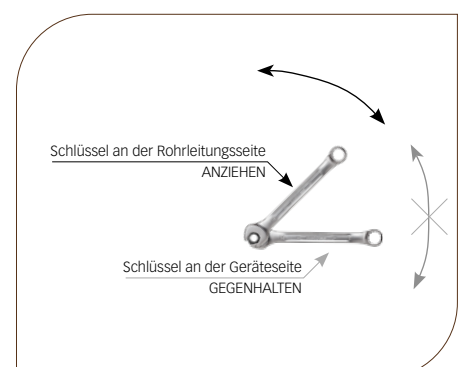 Schlüssel an der Rohrleitungsseite
ANZIEHEN
Schlüssel an der Geräteseite
GEGENHALTEN